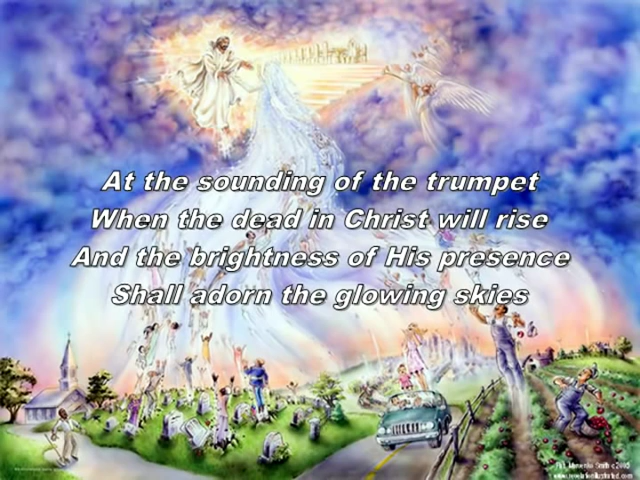 At the sounding of the trumpet
When the dead in Christ will rise
And the brightness of His presence
Shall adorn the glowing skies